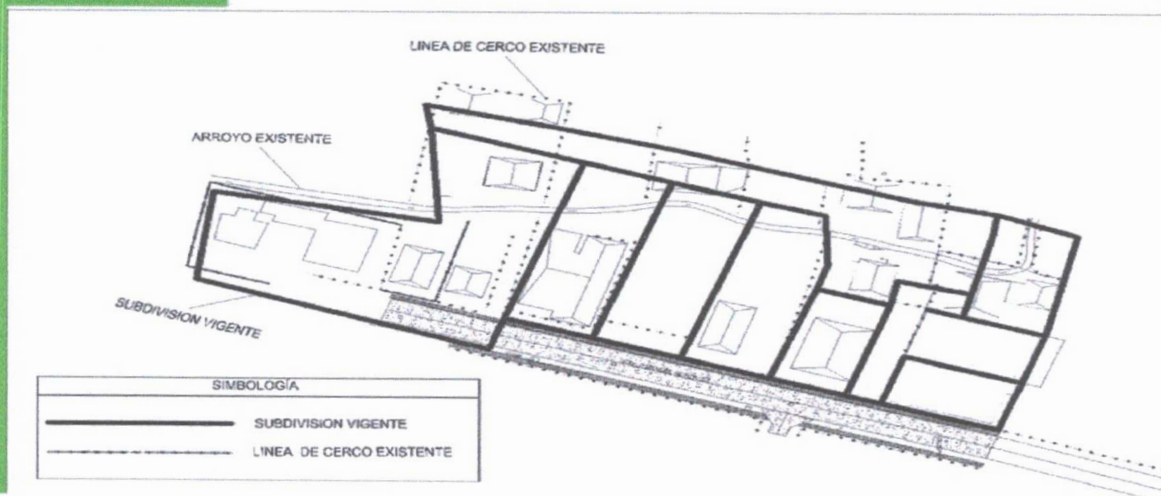 LINEA DE CERCO EXISTENTE
ARROYO EXISTENTE
SUBDIVISION VIGENTE
SIMBOLOGÍA
SUBDIVISION VIGENTE
LINEA DE CERCO EXISTENTE